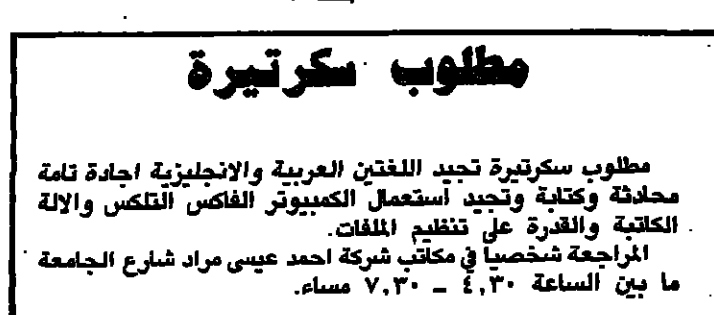 مطلوب سكرتيرة
مطلوب سكرتيرة تجيد اللغتين العربية والانجليزية اجادة تامة
محادثة وكتابة وتجيد استعمال الكمبيوتر الفاكس التلكس والالة
الكاتبة والقدرة على تنظيم الملفات.
المراجعة شخصيا في مكاتب شركة احمد عيسى مراد شارع الجامعة
ما بين الساعة ٤,٣٠ ــ ٧,٣٠ مساء.